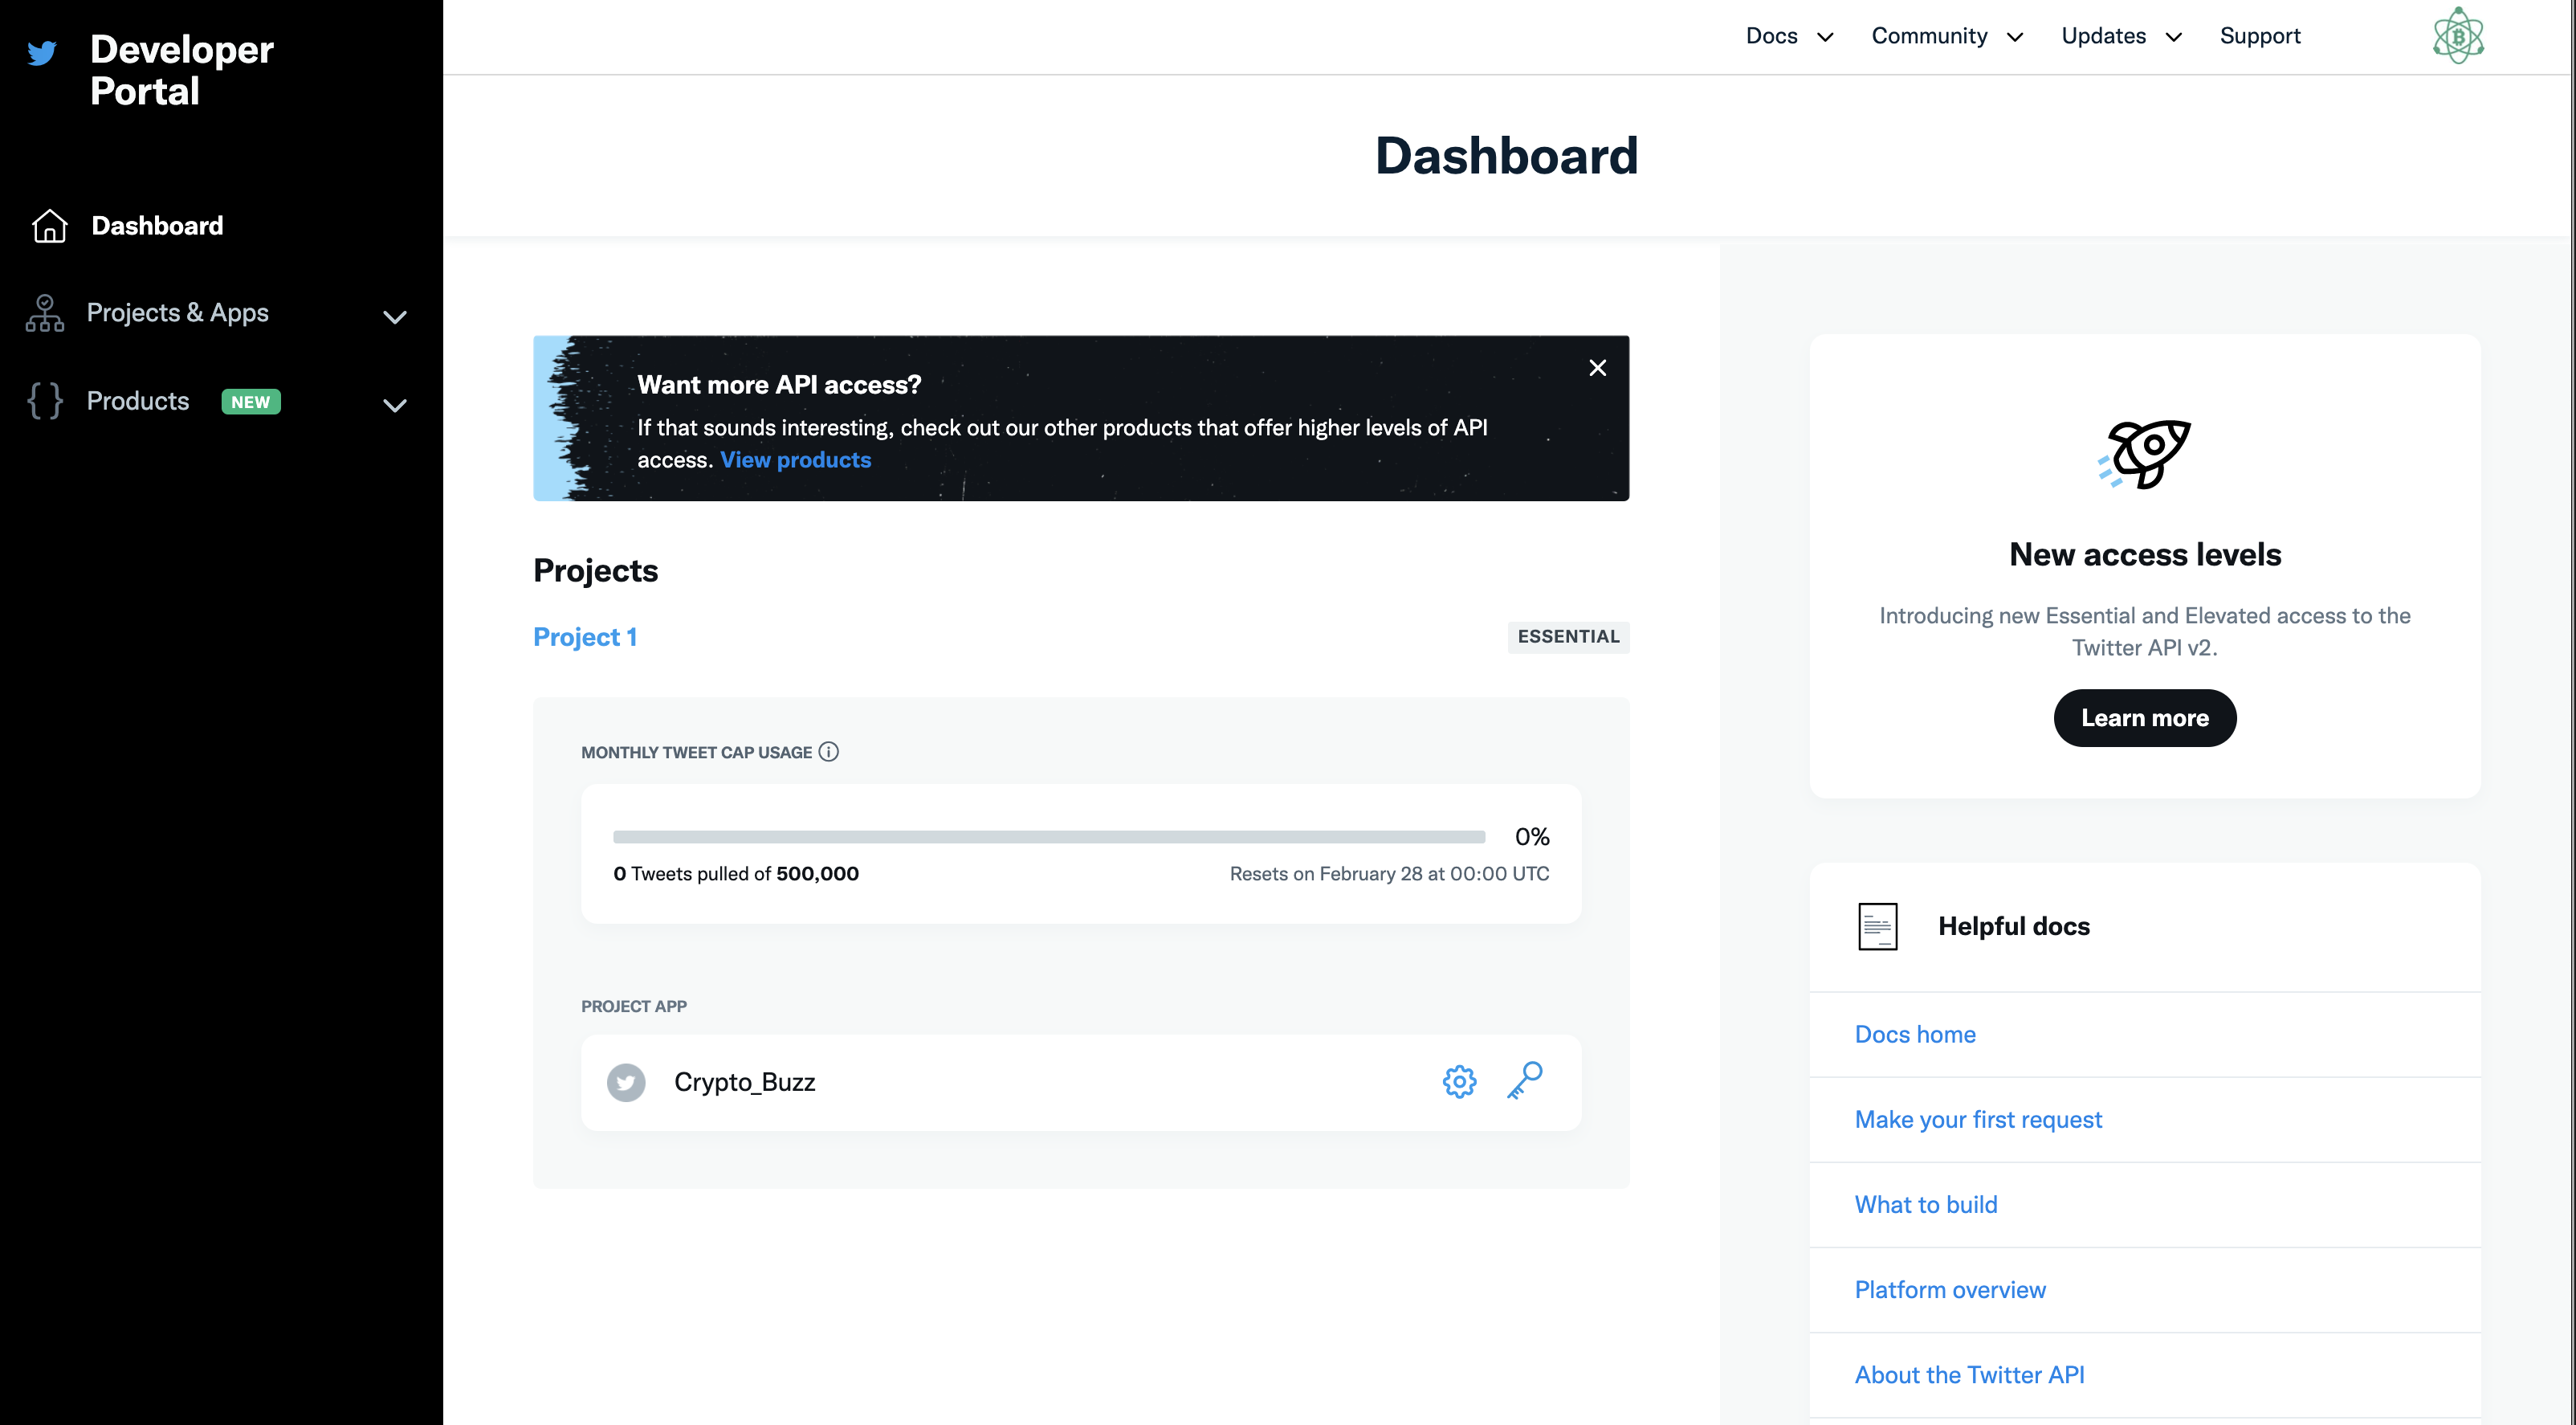 Developer
Portal
Dashboard
Projects & Apps
Products NEW
Docs Community Updates Support
Dashboard
Want more API access?
If that sounds interesting, check out our other products that offer higher levels of API
access. View products
Projects
Project 1 ESSENTIAL
MONTHLY TWEET CAP USAGE
0%
0 Tweets pulled of 500,000 Resets on February 28 at 00:00 UTC
PROJECT APP
Crypto_Buzz
New access levels
Introducing new Essential and Elevated access to the
Twitter API v2.
Learn more
Helpful docs
Docs home
Make your first request
What to build
Platform overview
About the Twitter API